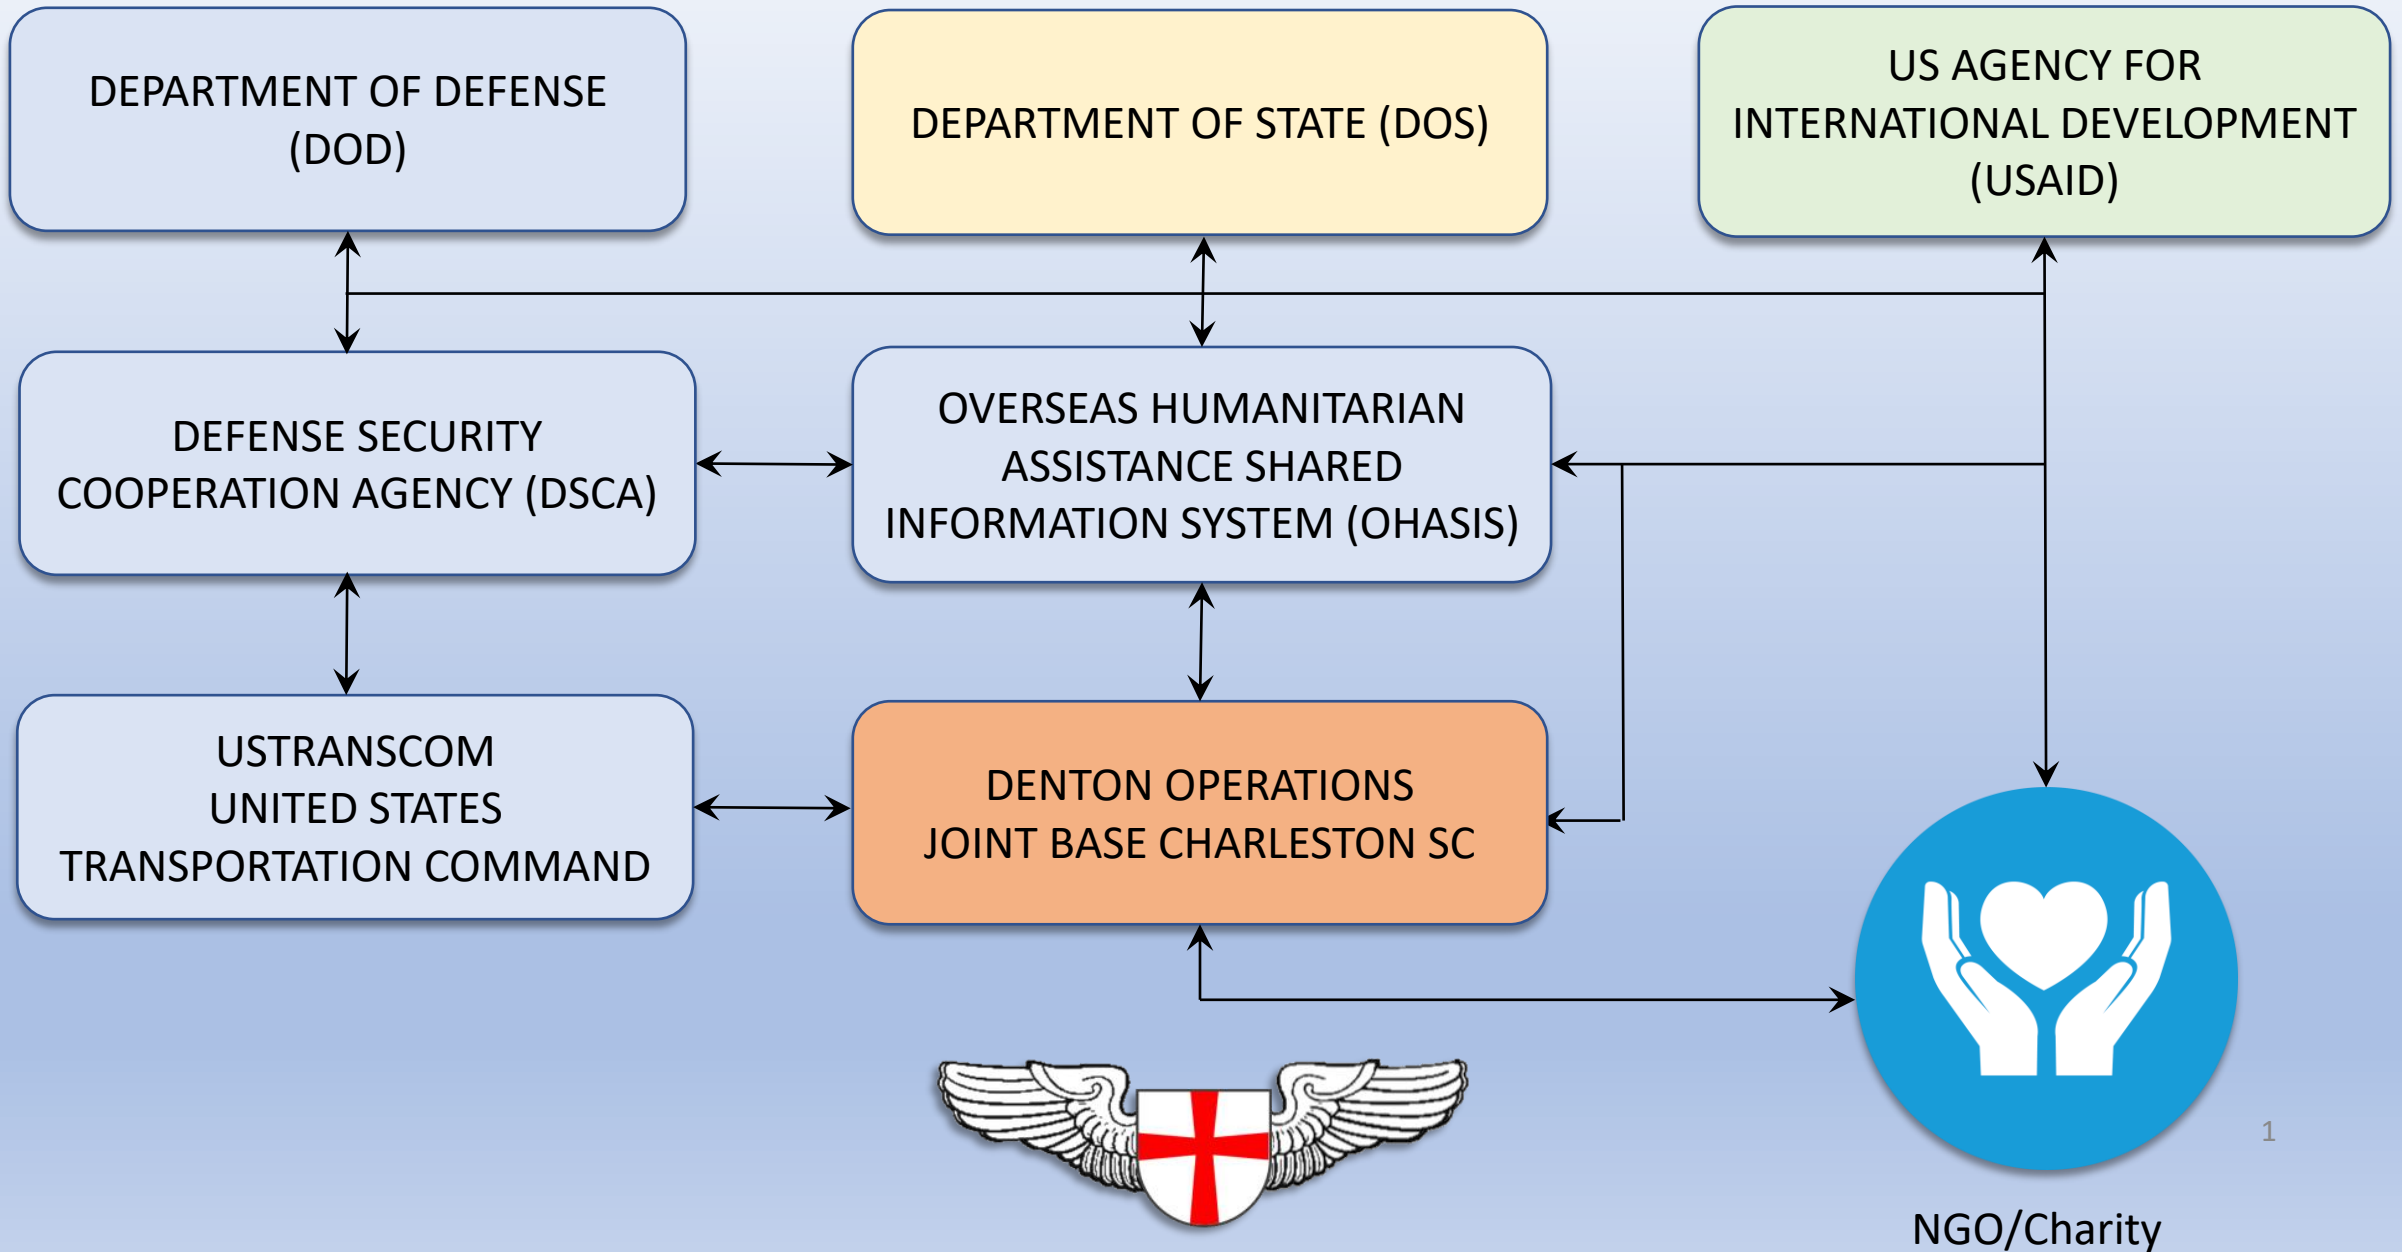 DEPARTMENT OF DEFENSE
(DOD)
DEPARTMENT OF STATE (DOS)
US AGENCY FOR
INTERNATIONAL DEVELOPMENT
(USAID)
DEFENSE SECURITY
COOPERATION AGENCY (DSCA)
OVERSEAS HUMANITARIAN
ASSISTANCE SHARED
INFORMATION SYSTEM (OHASIS)
USTRANSCOM
UNITED STATES
TRANSPORTATION COMMAND
DENTON OPERATIONS
JOINT BASE CHARLESTON SC
1
NGO/Charity